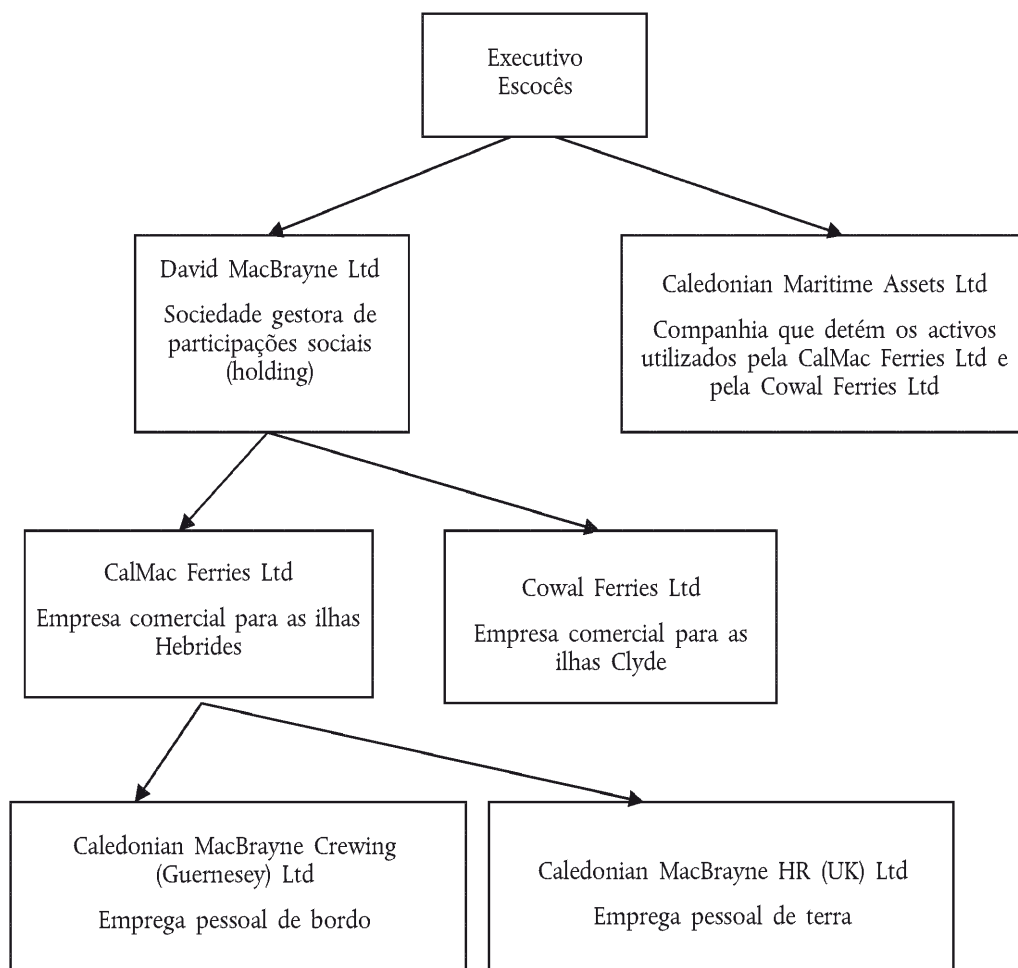 Executivo
Escocês
David MacBrayne Ltd
Sociedade gestora de
participações sociais
(holding)
Caledonian Maritime Assets Ltd
Companhia que detém os activos
utilizados pela CalMac Ferries Ltd e
pela Cowal Ferries Ltd
CalMac Ferries Ltd
Empresa comercial para as ilhas
Hebrides
Cowal Ferries Ltd
Empresa comercial para as
ilhas Clyde
Caledonian MacBrayne Crewing
(Guernesey) Ltd
Emprega pessoal de bordo
Caledonian MacBrayne HR (UK) Ltd
Emprega pessoal de terra